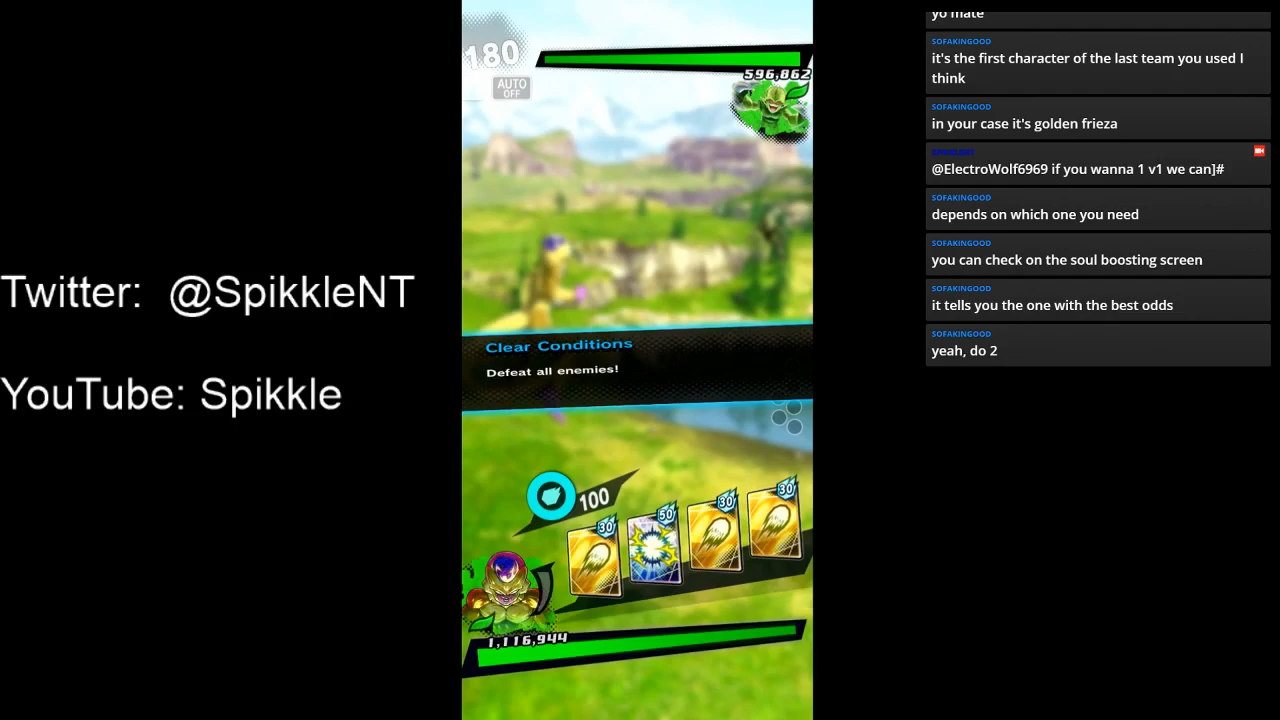 Twitter: @SpikkleNT
YouTube: Spikkle
180
AUTO
OFF
596,862
Clear Conditions
Defeat all enemies!
100
30
50
30
30
1,116,944
yo mate
SOFAKINGOOD
it's the first character of the last team you used I
think
SOFAKINGOOD
in your case it's golden frieza
@ElectroWolf6969 if you wanna 1 v1 we can]#
SOFAKINGOOD
depends on which one you need
SOFAKINGOOD
you can check on the soul boosting screen
SOFAKINGOOD
it tells you the one with the best odds
SOFAKINGOOD
yeah, do 2